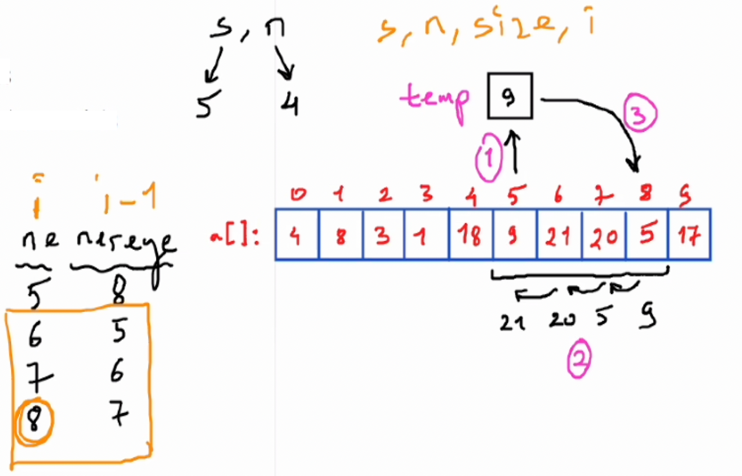 s, n
5 4
s, n, size, i
temp 9
1
3
0 1 2 3 4 5 6 7 8 9
a[]: 4 8 3 1 18 9 21 20 5 17
21 20 5 9
2
i i-1
ne nereye
5 8
6 5
7 6
8 7